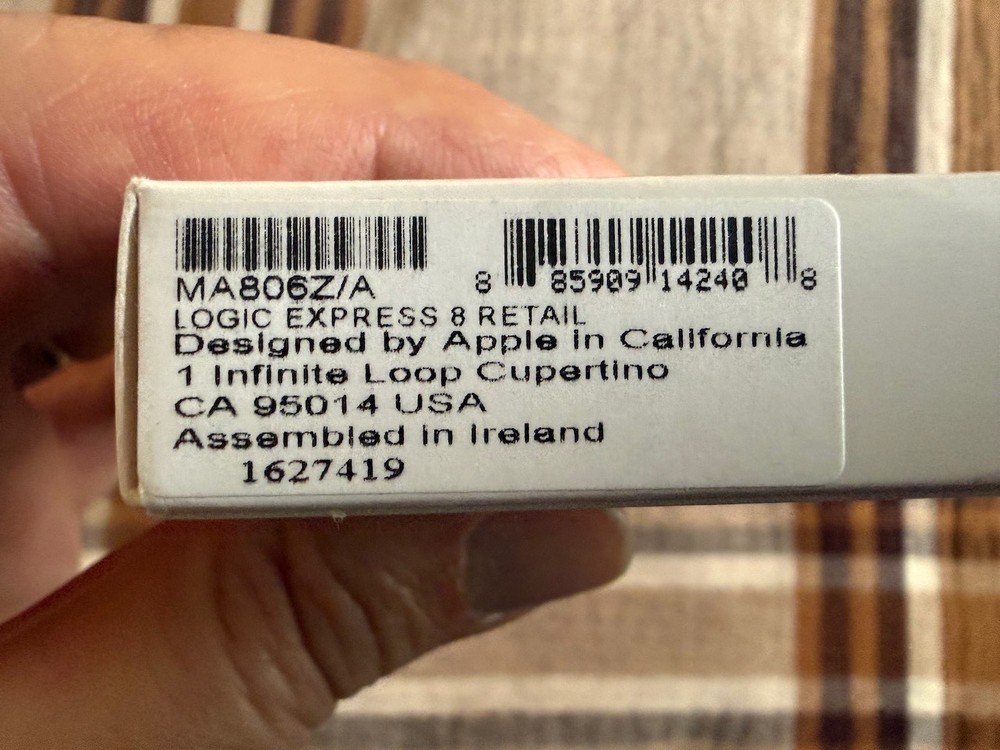 MA806Z/A
8 85909 14240 8
LOGIC EXPRESS 8 RETAIL
Designed by Apple in California
1 Infinite Loop Cupertino
CA 95014 USA
Assembled in Ireland
1627419